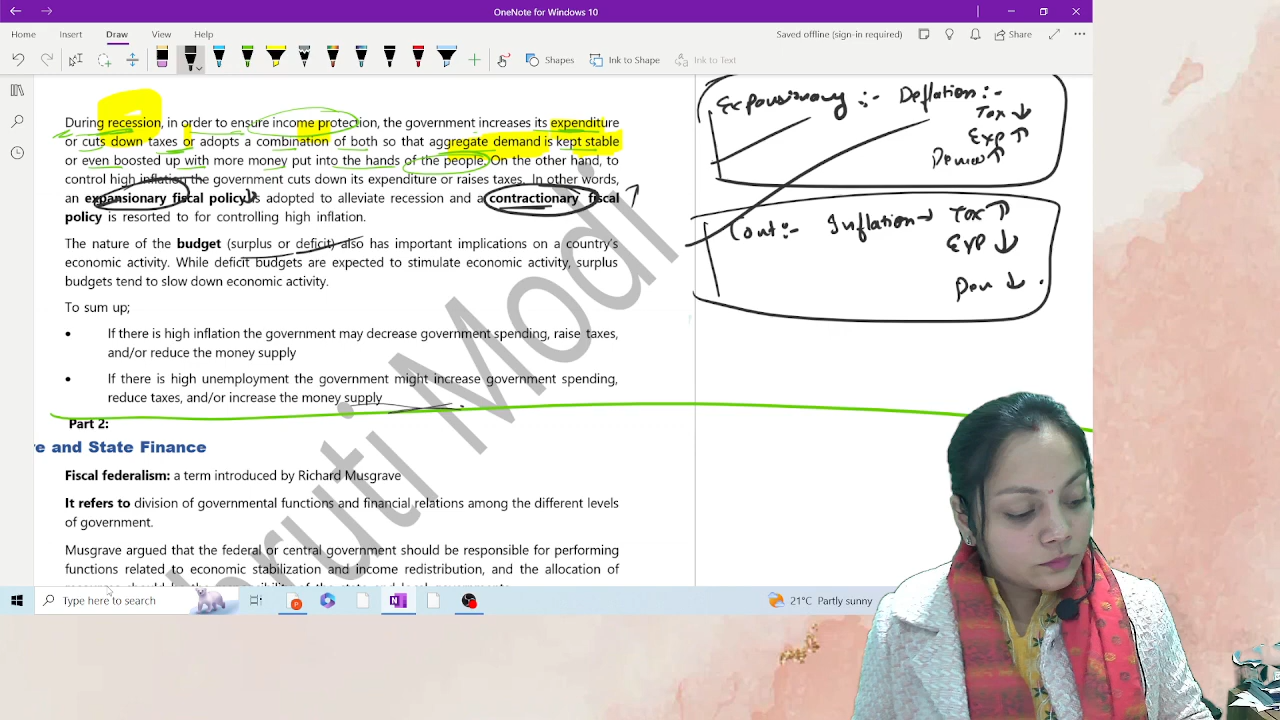 OneNote for Windows 10
Home Insert Draw View Help
Saved offline (sign-in required) Share
Shapes Ink to Shape Ink to Text
During recession, in order to ensure income protection, the government increases its expenditure
or cuts down taxes or adopts a combination of both so that aggregate demand is kept stable
or even boosted up with more money put into the hands of the people. On the other hand, to
control high inflation the government cuts down its expenditure or raises taxes. In other words,
an expansionary fiscal policy is adopted to alleviate recession and a contractionary fiscal
policy is resorted to for controlling high inflation.
The nature of the budget (surplus or deficit) also has important implications on a country's
economic activity. While deficit budgets are expected to stimulate economic activity, surplus
budgets tend to slow down economic activity.
To sum up;
• If there is high inflation the government may decrease government spending, raise taxes,
and/or reduce the money supply
• If there is high unemployment the government might increase government spending,
reduce taxes, and/or increase the money supply
Part 2:
re and State Finance
Fiscal federalism: a term introduced by Richard Musgrave
It refers to division of governmental functions and financial relations among the different levels
of government.
Musgrave argued that the federal or central government should be responsible for performing
functions related to economic stabilization and income redistribution, and the allocation of
Expansionary :- Deflation :-
Tax ↓
Exp ↑
Demand ↑
Cont :- Inflation → Tax ↑
Exp ↓
Dem ↓
bruti Modi
Type here to search
21°C Partly sunny